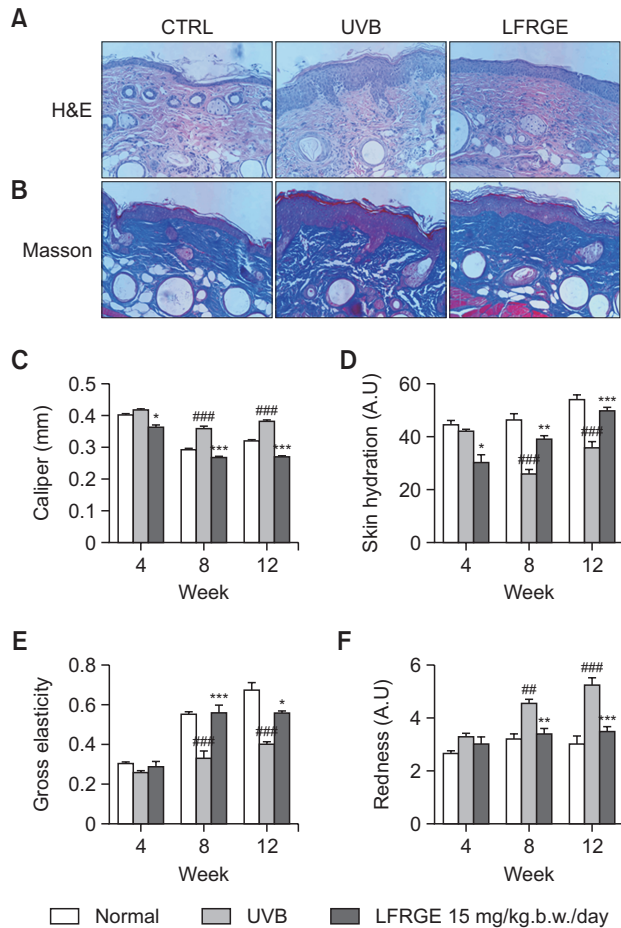 A
CTRL UVB LFRGE
H&E
B
Masson
C
Caliper (mm)
0.5
0.4
0.3
0.2
0.1
0
*
###
***
###
***
4 8 12
Week
D
Skin hydration (A.U)
60
40
20
0
*
###
**
###
***
4 8 12
Week
E
Gross elasticity
0.8
0.6
0.4
0.2
0
###
***
###
*
4 8 12
Week
F
Redness (A.U)
6
4
2
0
##
**
###
***
4 8 12
Week
Normal UVB LFRGE 15 mg/kg.b.w./day